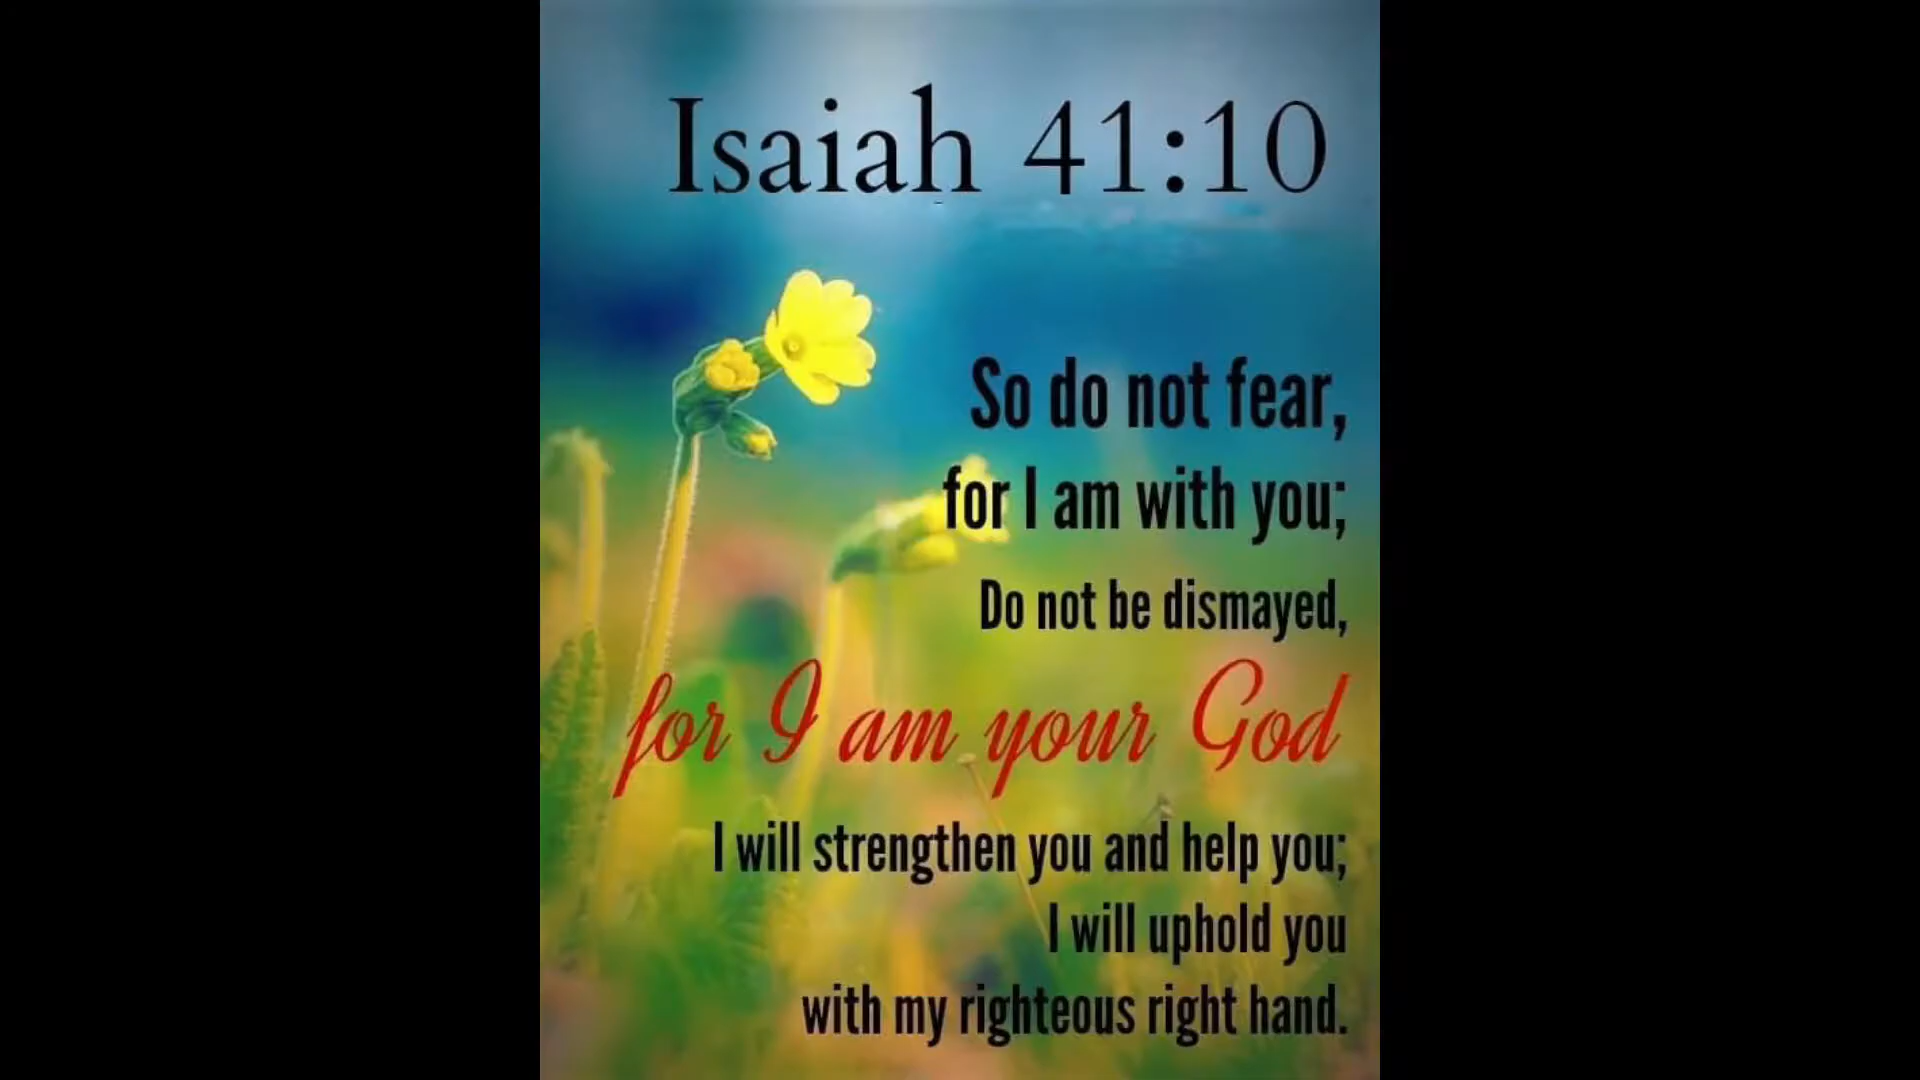 Isaiah 41:10
So do not fear,
for I am with you;
Do not be dismayed,
for I am your God
I will strengthen you and help you;
I will uphold you
with my righteous right hand.